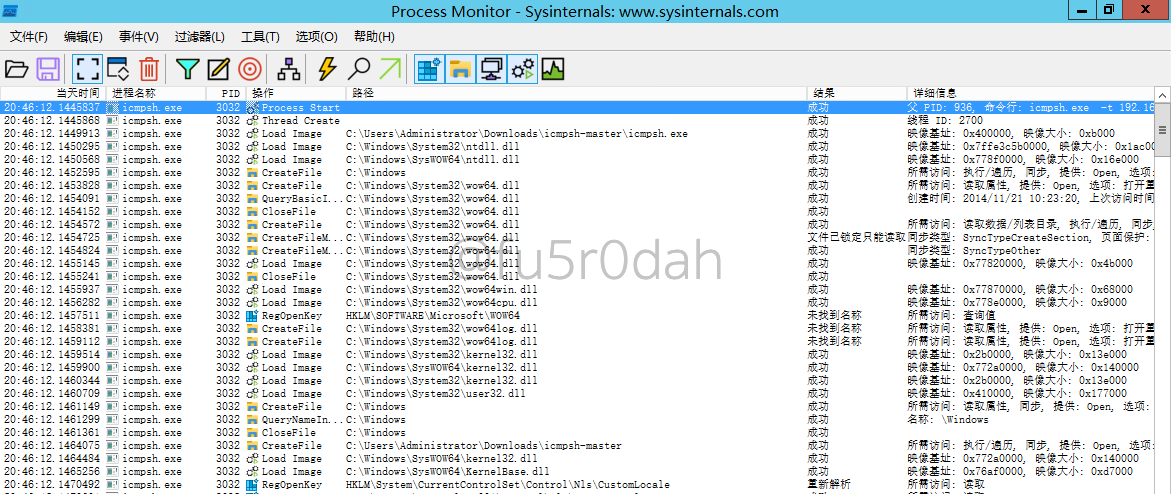 Process Monitor - Sysinternals: www.sysinternals.com
文件(F) 编辑(E) 事件(V) 过滤器(L) 工具(T) 选项(O) 帮助(H)
当天时间 进程名称 PID 操作 路径 结果 详细信息
20:46:12.1445837 icmpsh.exe 3032 Process Start 成功 父 PID: 936, 命令行: icmpsh.exe -t 192.16
20:46:12.1445868 icmpsh.exe 3032 Thread Create 成功 线程 ID: 2700
20:46:12.1449913 icmpsh.exe 3032 Load Image C:\Users\Administrator\Downloads\icmpsh-master\icmpsh.exe 成功 映像基址: 0x400000, 映像大小: 0xb000
20:46:12.1450295 icmpsh.exe 3032 Load Image C:\Windows\System32\ntdll.dll 成功 映像基址: 0x7ffe3c5b0000, 映像大小: 0x1ac00
20:46:12.1450568 icmpsh.exe 3032 Load Image C:\Windows\SysWOW64\ntdll.dll 成功 映像基址: 0x778f0000, 映像大小: 0x16e000
20:46:12.1452595 icmpsh.exe 3032 CreateFile C:\Windows 成功 所需访问: 执行/遍历, 同步, 提供: Open, 选项:
20:46:12.1453828 icmpsh.exe 3032 CreateFile C:\Windows\System32\wow64.dll 成功 所需访问: 读取属性, 提供: Open, 选项: 打开重
20:46:12.1454091 icmpsh.exe 3032 QueryBasicI... C:\Windows\System32\wow64.dll 成功 创建时间: 2014/11/21 10:23:20, 上次访问时间
20:46:12.1454152 icmpsh.exe 3032 CloseFile C:\Windows\System32\wow64.dll 成功
20:46:12.1454572 icmpsh.exe 3032 CreateFile C:\Windows\System32\wow64.dll 成功 所需访问: 读取数据/列表目录, 执行/遍历, 同步,
20:46:12.1454725 icmpsh.exe 3032 CreateFileM... C:\Windows\System32\wow64.dll 文件已锁定只能读取 同步类型: SyncTypeCreateSection, 页面保护:
20:46:12.1454824 icmpsh.exe 3032 CreateFileM... C:\Windows\System32\wow64.dll 成功 同步类型: SyncTypeOther
20:46:12.1455145 icmpsh.exe 3032 Load Image C:\Windows\System32\wow64.dll 成功 映像基址: 0x77820000, 映像大小: 0x4b000
20:46:12.1455241 icmpsh.exe 3032 CloseFile C:\Windows\System32\wow64.dll 成功
20:46:12.1455937 icmpsh.exe 3032 Load Image C:\Windows\System32\wow64win.dll 成功 映像基址: 0x77870000, 映像大小: 0x68000
20:46:12.1456282 icmpsh.exe 3032 Load Image C:\Windows\System32\wow64cpu.dll 成功 映像基址: 0x778e0000, 映像大小: 0x9000
20:46:12.1457511 icmpsh.exe 3032 RegOpenKey HKLM\SOFTWARE\Microsoft\WOW64 未找到名称 所需访问: 查询值
20:46:12.1458381 icmpsh.exe 3032 CreateFile C:\Windows\System32\wow64log.dll 未找到名称 所需访问: 读取属性, 提供: Open, 选项: 打开重
20:46:12.1459112 icmpsh.exe 3032 CreateFile C:\Windows\System32\wow64log.dll 未找到名称 所需访问: 读取属性, 提供: Open, 选项: 打开重
20:46:12.1459514 icmpsh.exe 3032 Load Image C:\Windows\System32\kernel32.dll 成功 映像基址: 0x2b0000, 映像大小: 0x13e000
20:46:12.1459900 icmpsh.exe 3032 Load Image C:\Windows\SysWOW64\kernel32.dll 成功 映像基址: 0x772a0000, 映像大小: 0x140000
20:46:12.1460344 icmpsh.exe 3032 Load Image C:\Windows\System32\kernel32.dll 成功 映像基址: 0x2b0000, 映像大小: 0x13e000
20:46:12.1460709 icmpsh.exe 3032 Load Image C:\Windows\System32\user32.dll 成功 映像基址: 0x410000, 映像大小: 0x177000
20:46:12.1461149 icmpsh.exe 3032 CreateFile C:\Windows 成功 所需访问: 读取属性, 同步, 提供: Open, 选项:
20:46:12.1461299 icmpsh.exe 3032 QueryNameIn... C:\Windows 成功 名称: \Windows
20:46:12.1461361 icmpsh.exe 3032 CloseFile C:\Windows 成功
20:46:12.1464075 icmpsh.exe 3032 CreateFile C:\Users\Administrator\Downloads\icmpsh-master 成功 所需访问: 执行/遍历, 同步, 提供: Open, 选项:
20:46:12.1464484 icmpsh.exe 3032 Load Image C:\Windows\SysWOW64\kernel32.dll 成功 映像基址: 0x772a0000, 映像大小: 0x140000
20:46:12.1465256 icmpsh.exe 3032 Load Image C:\Windows\SysWOW64\KernelBase.dll 成功 映像基址: 0x76af0000, 映像大小: 0xd7000
20:46:12.1470492 icmpsh.exe 3032 RegOpenKey HKLM\System\CurrentControlSet\Control\Nls\CustomLocale 重新解析 所需访问: 读取
@fu5r0dah